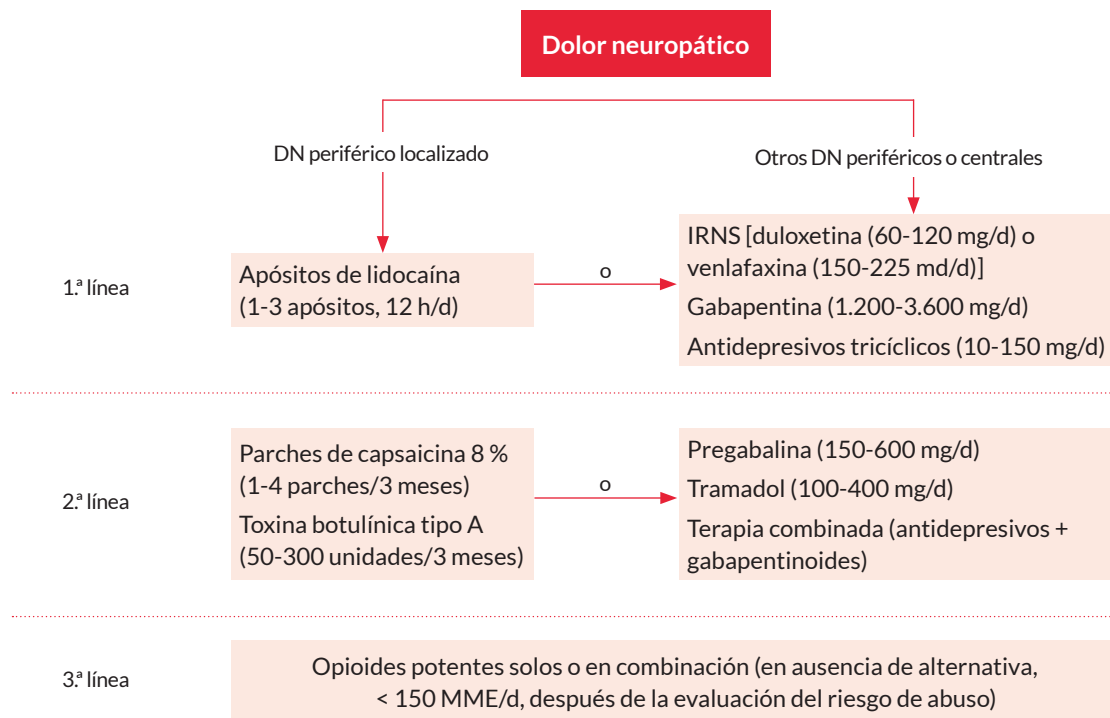 Dolor neuropático
DN periférico localizado
Otros DN periféricos o centrales
1.ª línea
Apósitos de lidocaína
(1-3 apósitos, 12 h/d)
o
IRNS [duloxetina (60-120 mg/d) o
venlafaxina (150-225 md/d)]
Gabapentina (1.200-3.600 mg/d)
Antidepresivos tricíclicos (10-150 mg/d)
2.ª línea
Parches de capsaicina 8 %
(1-4 parches/3 meses)
Toxina botulínica tipo A
(50-300 unidades/3 meses)
o
Pregabalina (150-600 mg/d)
Tramadol (100-400 mg/d)
Terapia combinada (antidepresivos +
gabapentinoides)
3.ª línea
Opioides potentes solos o en combinación (en ausencia de alternativa,
< 150 MME/d, después de la evaluación del riesgo de abuso)